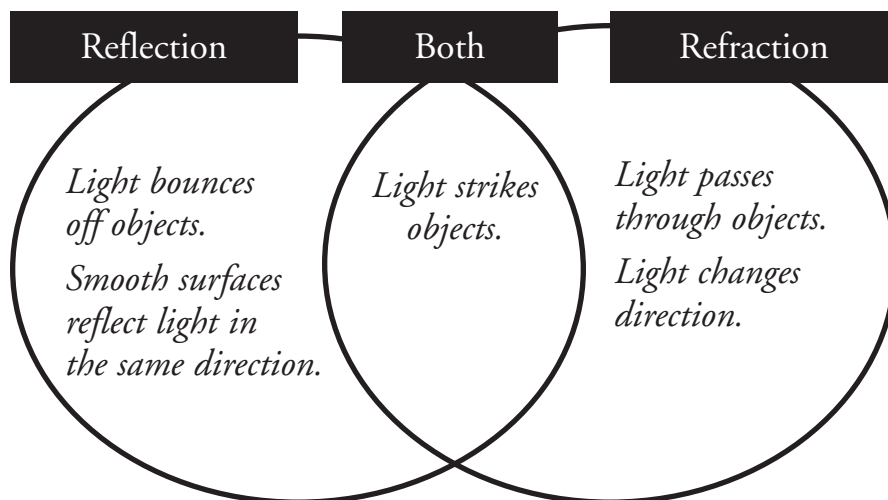 Reflection
Both
Refraction
Light bounces
off objects.
Smooth surfaces
reflect light in
the same direction.
Light strikes
objects.
Light passes
through objects.
Light changes
direction.